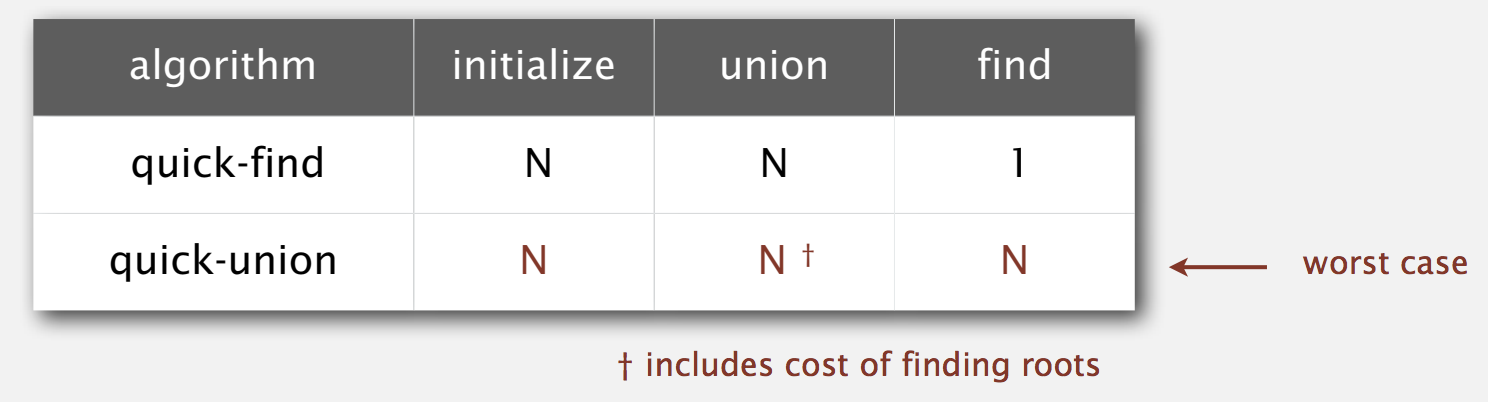 algorithm initialize union find
quick-find N N 1
quick-union N N † N
worst case
† includes cost of finding roots